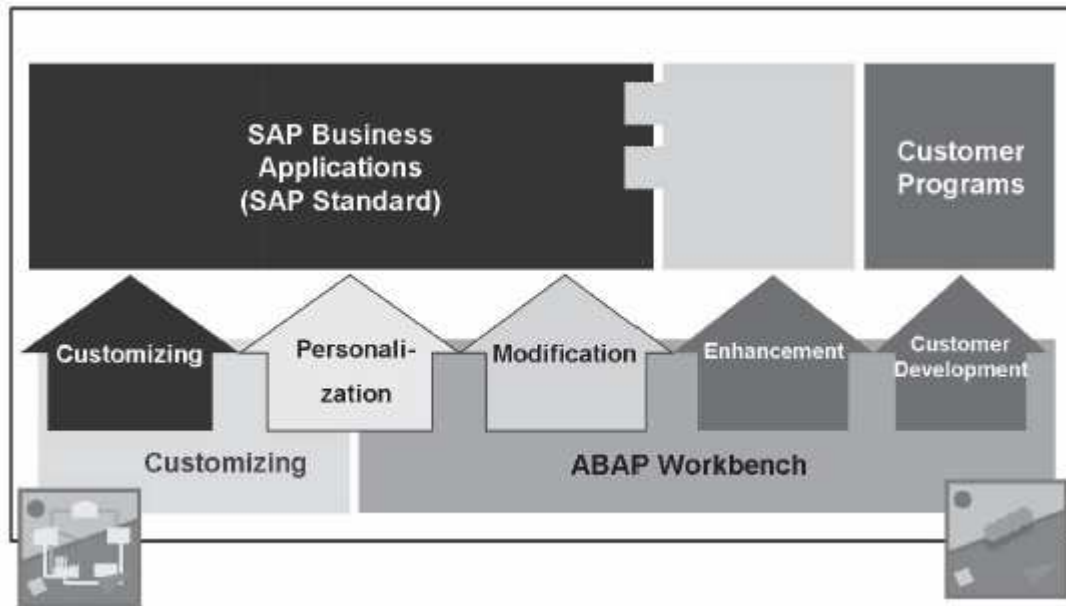 SAP Business
Applications
(SAP Standard)
Customer
Programs
Customizing
Personali-
zation
Modification
Enhancement
Customer
Development
Customizing
ABAP Workbench